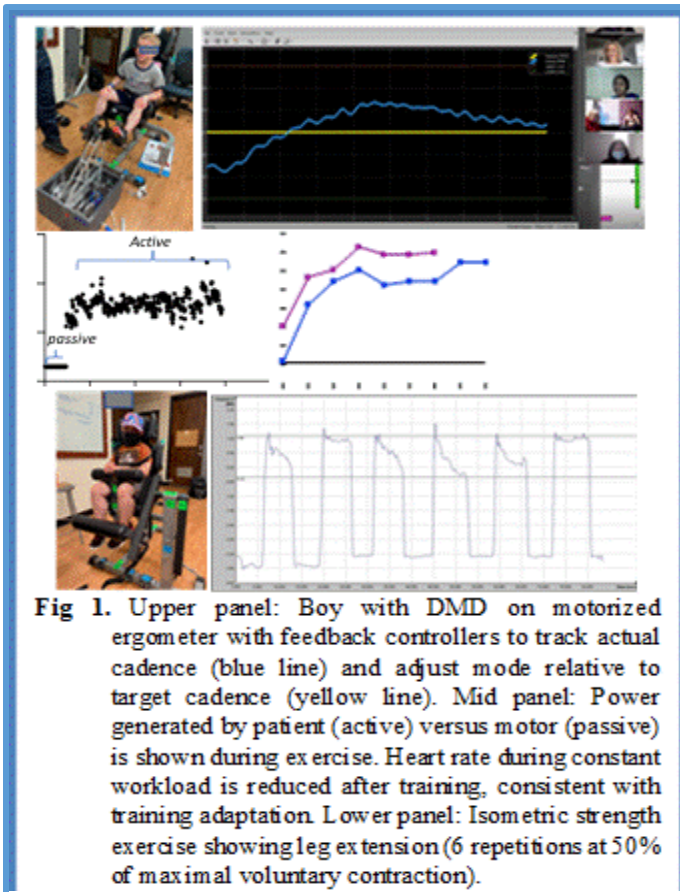 Active
passive
Fig 1. Upper panel: Boy with DMD on motorized
ergometer with feedback controllers to track actual
cadence (blue line) and adjust mode relative to
target cadence (yellow line). Mid panel: Power
generated by patient (active) versus motor (passive)
is shown during exercise. Heart rate during constant
workload is reduced after training, consistent with
training adaptation. Lower panel: Isometric strength
exercise showing leg extension (6 repetitions at 50%
of maximal voluntary contraction).